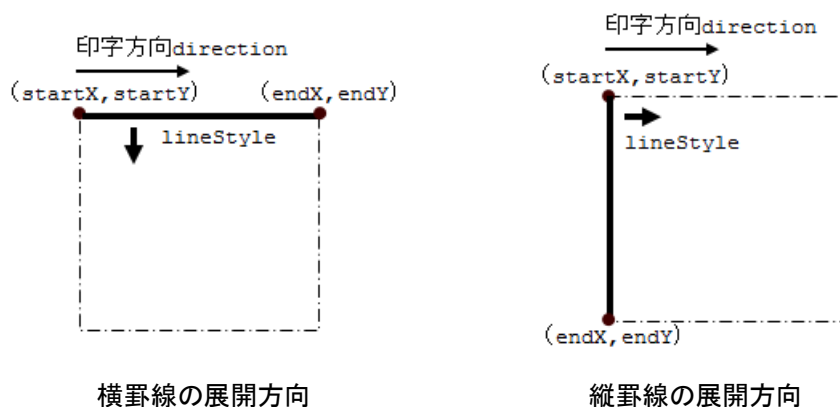 印字方向direction
(startX,startY)
(endX,endY)
lineStyle
横罫線の展開方向
印字方向direction
(startX,startY)
lineStyle
(endX,endY)
縦罫線の展開方向